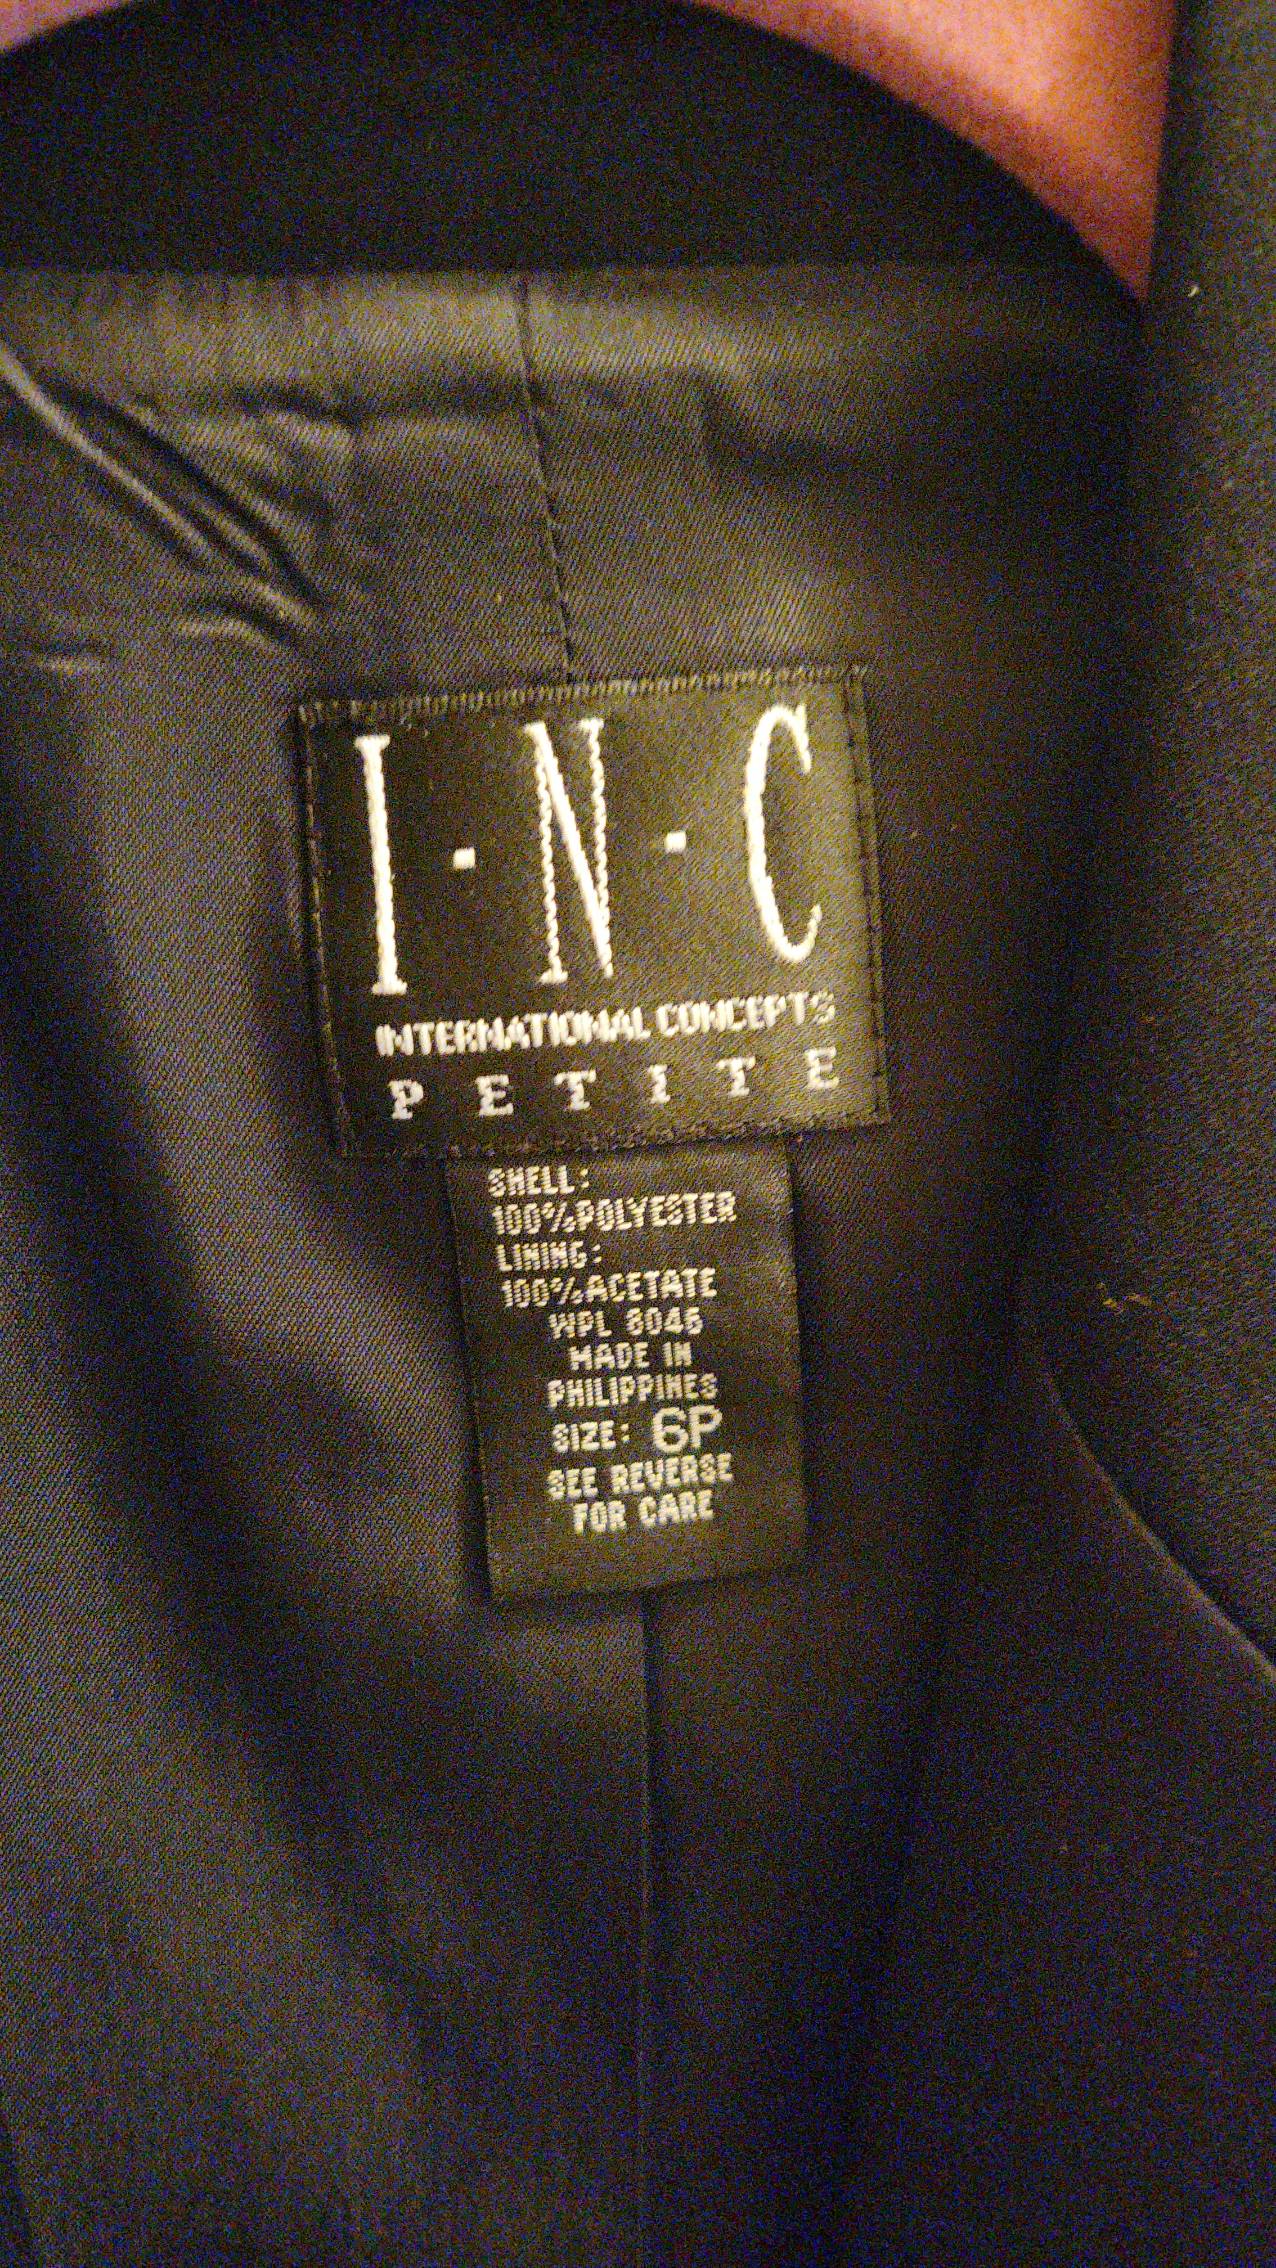 I·N·C
INTERNATIONAL CONCEPTS
PETITE
SHELL:
100%POLYESTER
LINING:
100%ACETATE
WPL 8046
MADE IN
PHILIPPINES
SIZE: 6P
SEE REVERSE
FOR CARE